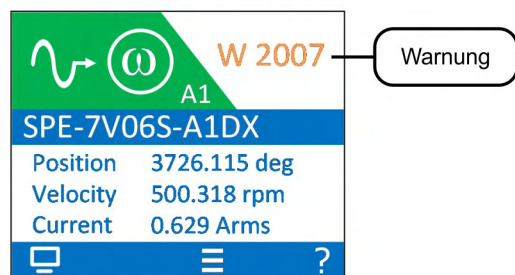 W 2007
Warnung
ω
A1
SPE-7V06S-A1DX
Position 3726.115 deg
Velocity 500.318 rpm
Current 0.629 Arms
?